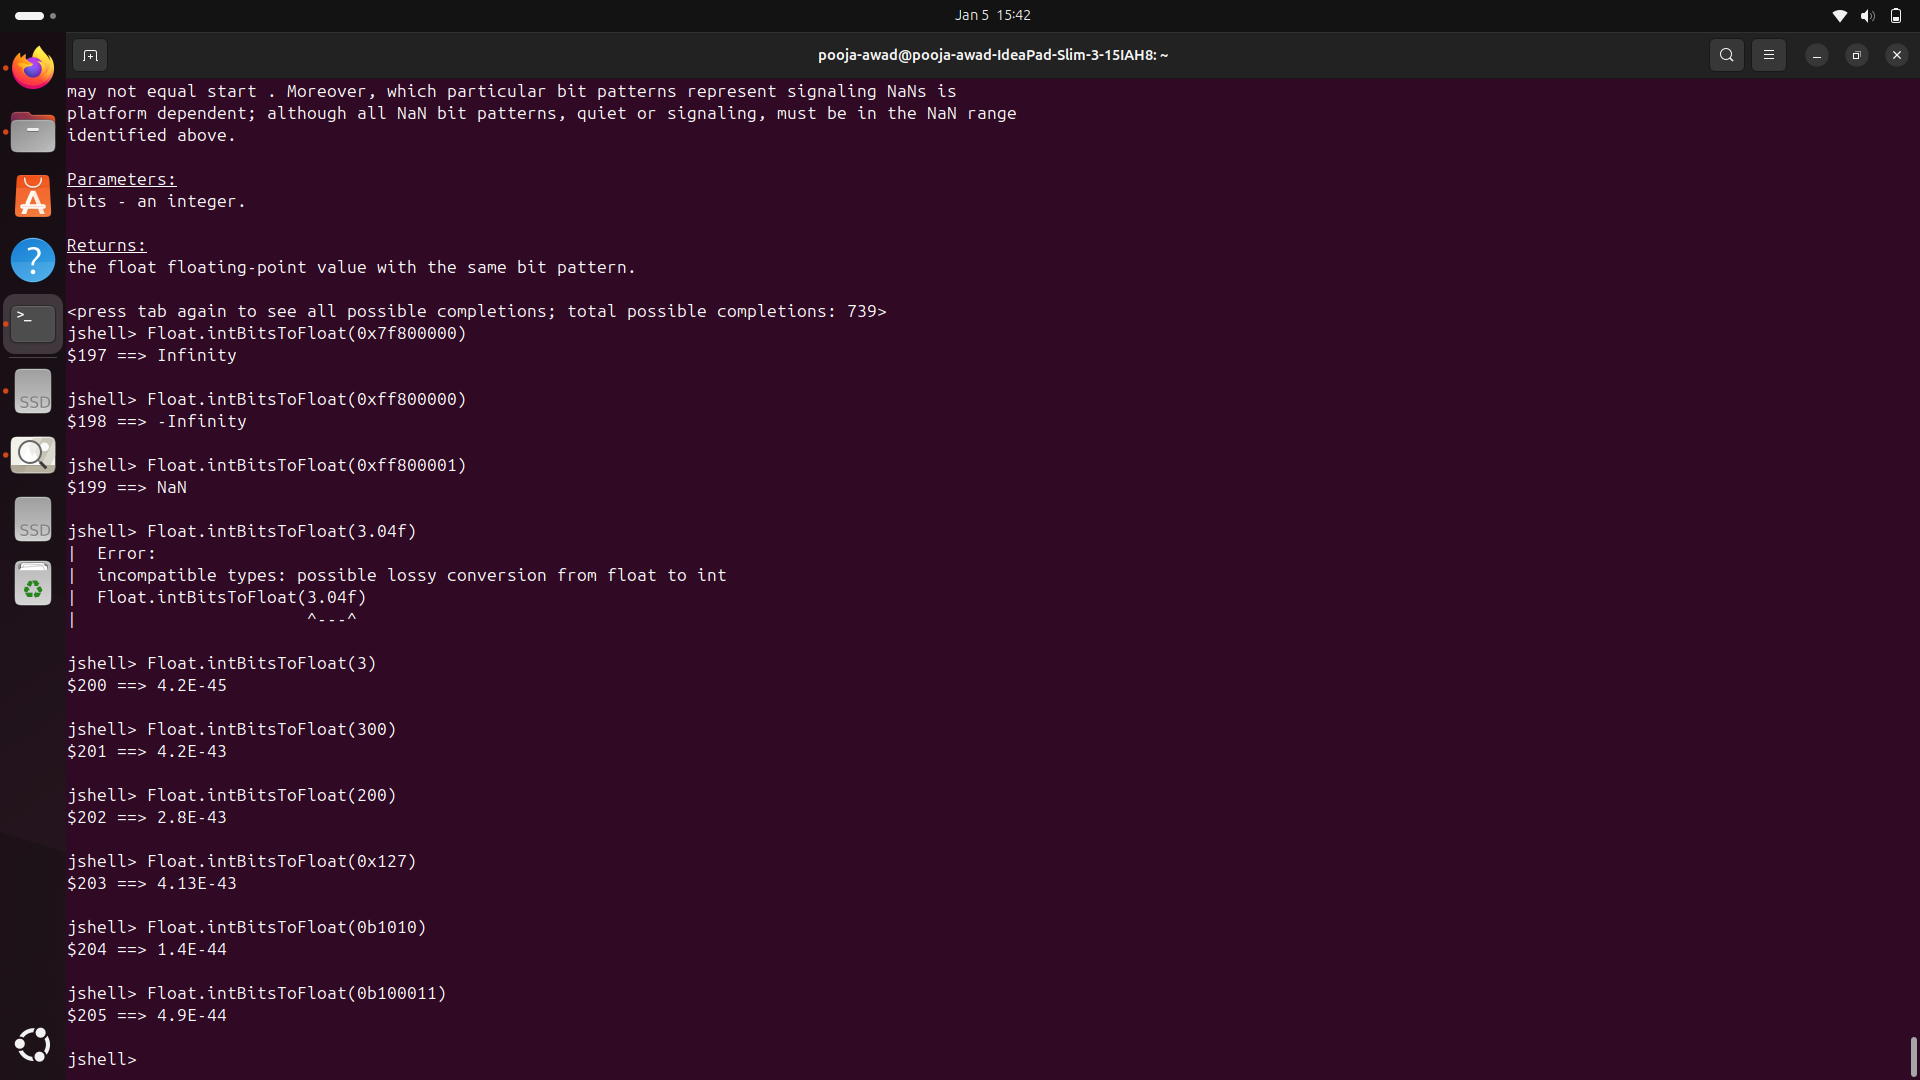 Jan 5 15:42
pooja-awad@pooja-awad-IdeaPad-Slim-3-15IAH8: ~
may not equal start . Moreover, which particular bit patterns represent signaling NaNs is
platform dependent; although all NaN bit patterns, quiet or signaling, must be in the NaN range
identified above.
Parameters:
bits - an integer.
Returns:
the float floating-point value with the same bit pattern.
<press tab again to see all possible completions; total possible completions: 739>
jshell> Float.intBitsToFloat(0x7f800000)
$197 ==> Infinity
jshell> Float.intBitsToFloat(0xff800000)
$198 ==> -Infinity
jshell> Float.intBitsToFloat(0xff800001)
$199 ==> NaN
jshell> Float.intBitsToFloat(3.04f)
|  Error:
|  incompatible types: possible lossy conversion from float to int
|  Float.intBitsToFloat(3.04f)
|                       ^---^
jshell> Float.intBitsToFloat(3)
$200 ==> 4.2E-45
jshell> Float.intBitsToFloat(300)
$201 ==> 4.2E-43
jshell> Float.intBitsToFloat(200)
$202 ==> 2.8E-43
jshell> Float.intBitsToFloat(0x127)
$203 ==> 4.13E-43
jshell> Float.intBitsToFloat(0b1010)
$204 ==> 1.4E-44
jshell> Float.intBitsToFloat(0b100011)
$205 ==> 4.9E-44
jshell>
?
>_
SSD
SSD